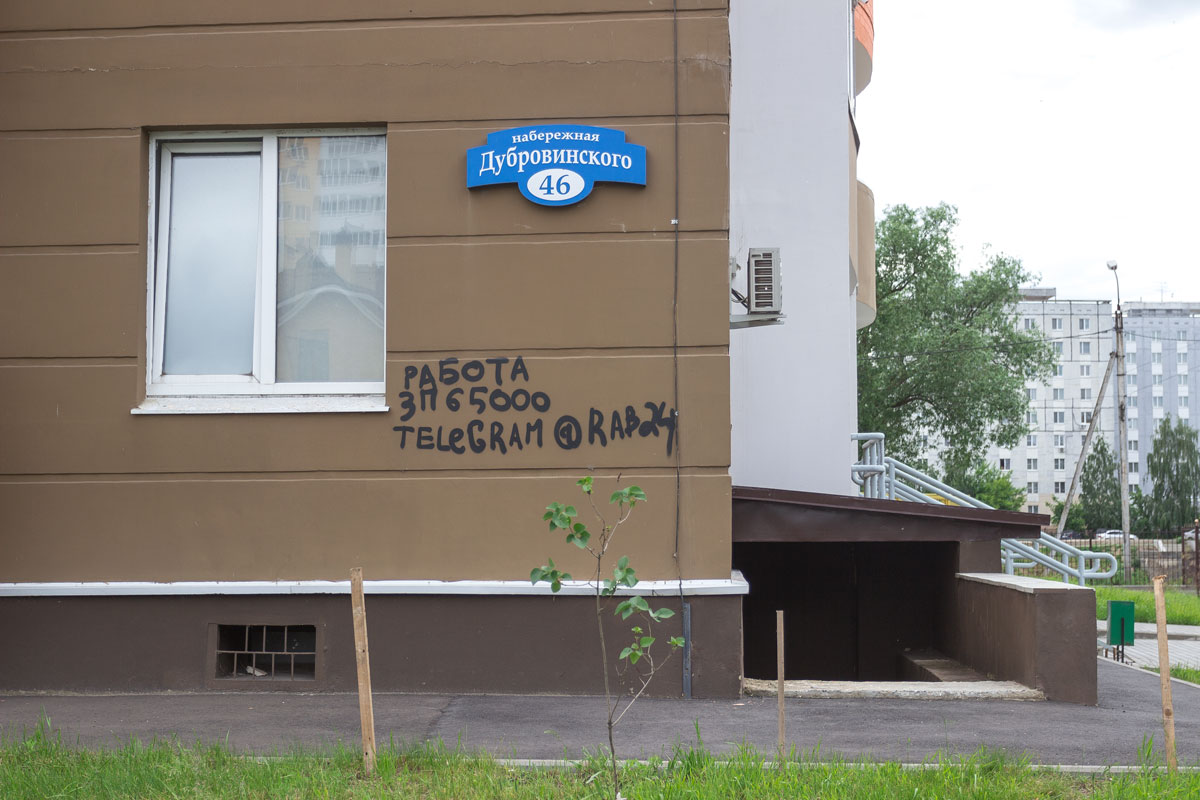 набережная
Дубровинского
46
РАБОТА
ЗП 65000
TELeGRAM @RAB24